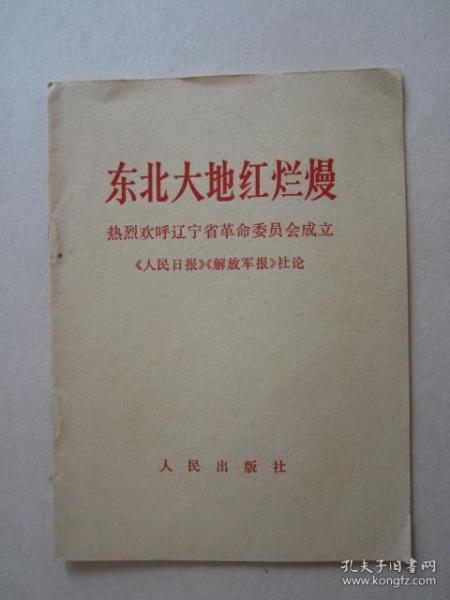 东北大地红烂熳
热烈欢呼辽宁省革命委员会成立
《人民日报》《解放军报》社论
人民出版社
孔夫子旧书网
www.kongfz.com